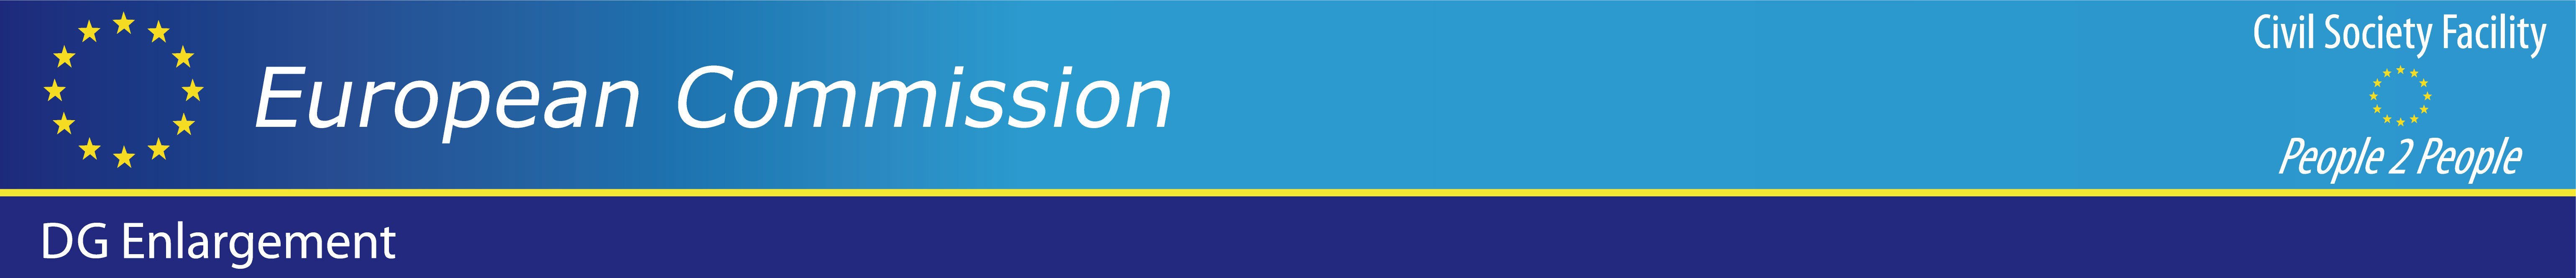 European Commission
Civil Society Facility
People 2 People
DG Enlargement